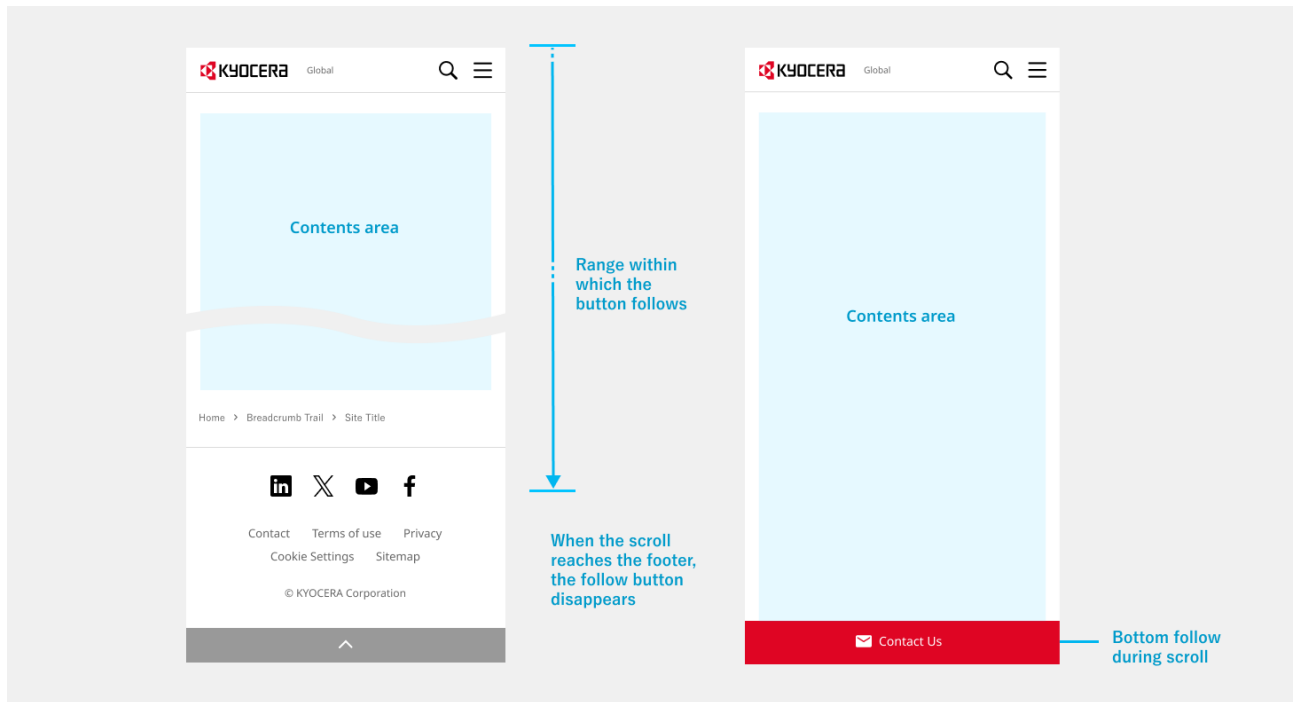 KYOCERA Global
Contents area
Home > Breadcrumb Trail > Site Title
Contact Terms of use Privacy
Cookie Settings Sitemap
© KYOCERA Corporation
Range within
which the
button follows
When the scroll
reaches the footer,
the follow button
disappears
KYOCERA Global
Contents area
Contact Us
Bottom follow
during scroll